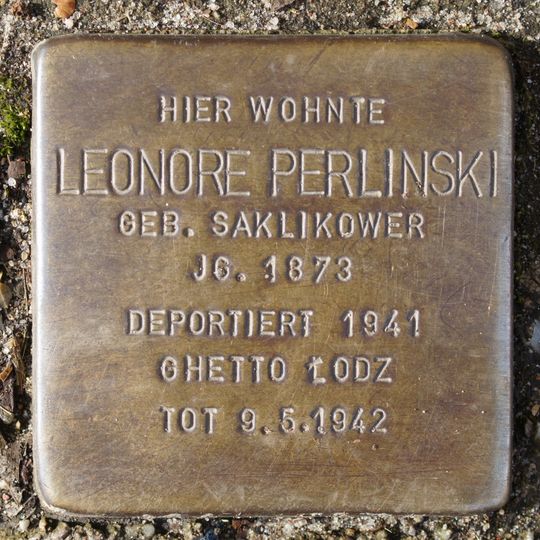 HIER WOHNTE
LEONORE PERLINSKI
GEB. SAKLIKOWER
JG. 1873
DEPORTIERT 1941
GHETTO ŁODZ
TOT 9.5.1942